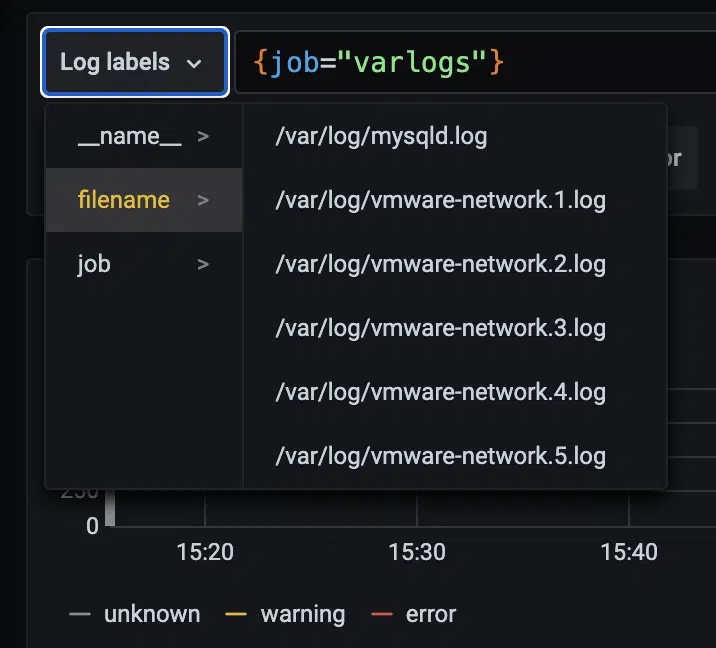 Log labels
{job="varlogs"}
__name__ >
/var/log/mysqld.log
filename >
/var/log/vmware-network.1.log
job >
/var/log/vmware-network.2.log
/var/log/vmware-network.3.log
/var/log/vmware-network.4.log
/var/log/vmware-network.5.log
250
0
15:20 15:30 15:40
unknown warning error